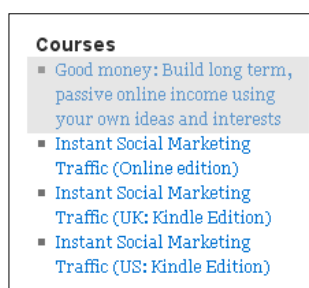 Courses
Good money: Build long term,
passive online income using
your own ideas and interests
Instant Social Marketing
Traffic (Online edition)
Instant Social Marketing
Traffic (UK: Kindle Edition)
Instant Social Marketing
Traffic (US: Kindle Edition)